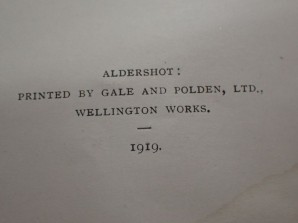 ALDERSHOT:
PRINTED BY GALE AND POLDEN, LTD.,
WELLINGTON WORKS.
—
1919.